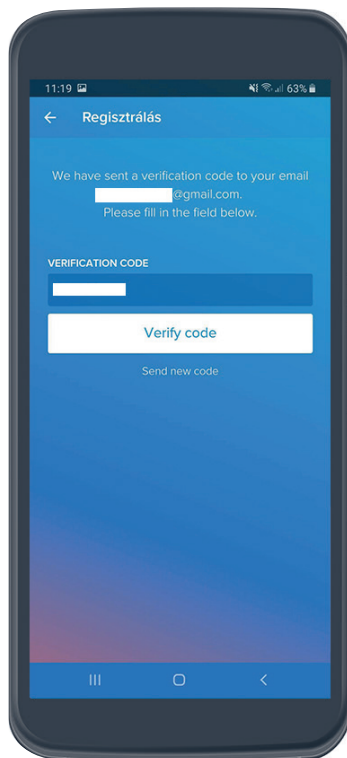 11:19 63%
Regisztrálás
We have sent a verification code to your email
@gmail.com.
Please fill in the field below.
VERIFICATION CODE
Verify code
Send new code